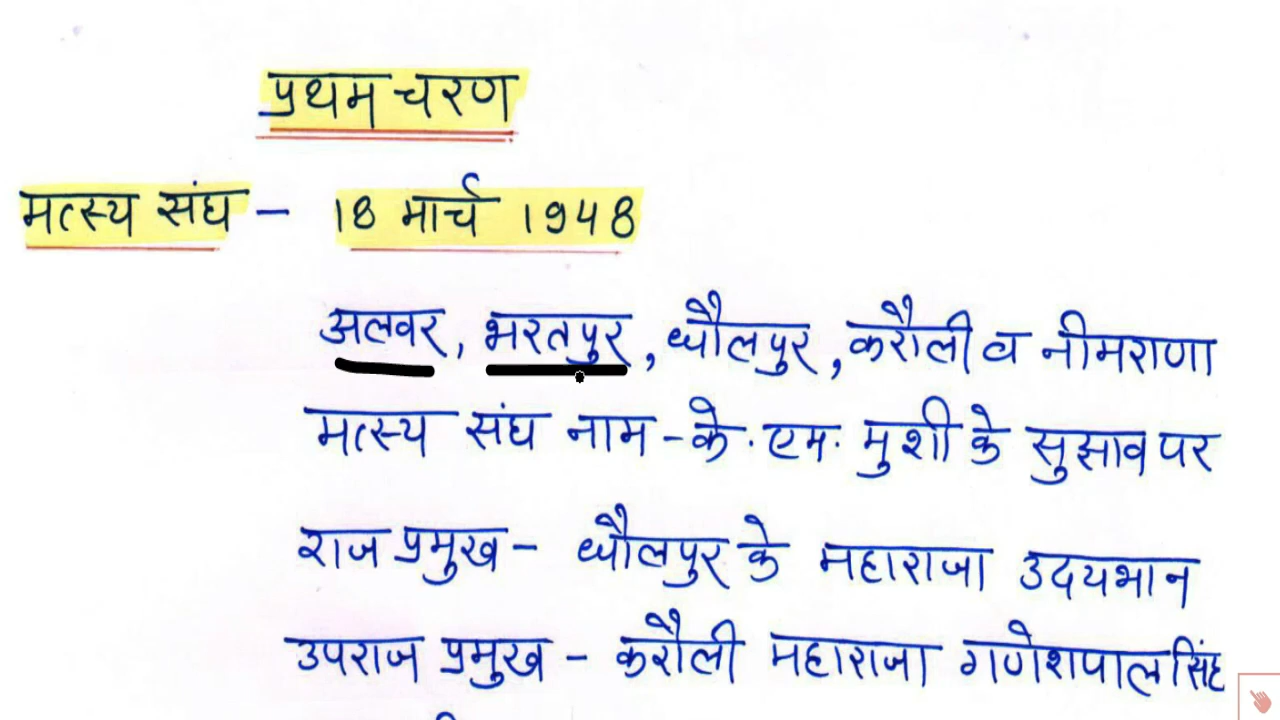 प्रथम चरण
मत्स्य संघ – 18 मार्च 1948
अलवर, भरतपुर, धौलपुर, करौली व नीमराणा
मत्स्य संघ नाम - के. एम. मुशी के सुझाव पर
राज प्रमुख - धौलपुर के महाराजा उदयभान
उपराज प्रमुख - करौली महाराजा गणेशपाल सिंह